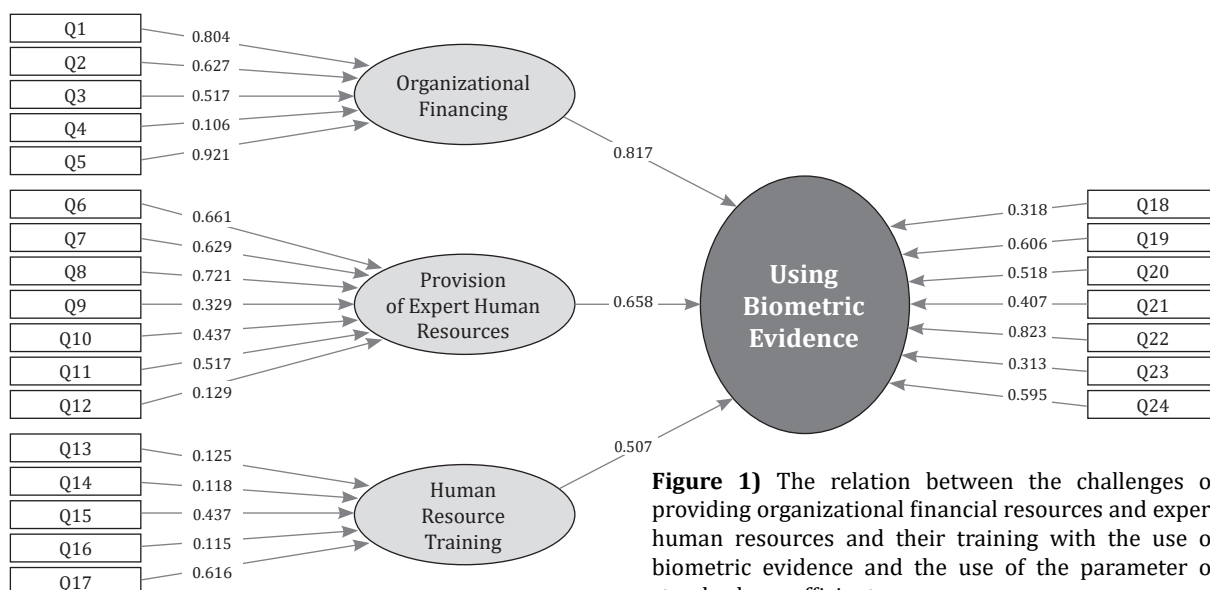 Q1
0.804
Q2
0.627
Q3
0.517
Q4
0.106
Q5
0.921
Organizational
Financing
0.817
Q6
0.661
Q7
0.629
Q8
0.721
Q9
0.329
Q10
0.437
Q11
0.517
Q12
0.129
Provision
of Expert Human
Resources
0.658
Q13
0.125
Q14
0.118
Q15
0.437
Q16
0.115
Q17
0.616
Human
Resource
Training
0.507
Using
Biometric
Evidence
0.318
Q18
0.606
Q19
0.518
Q20
0.407
Q21
0.823
Q22
0.313
Q23
0.595
Q24
Figure 1) The relation between the challenges o
providing organizational financial resources and exper
human resources and their training with the use o
biometric evidence and the use of the parameter o